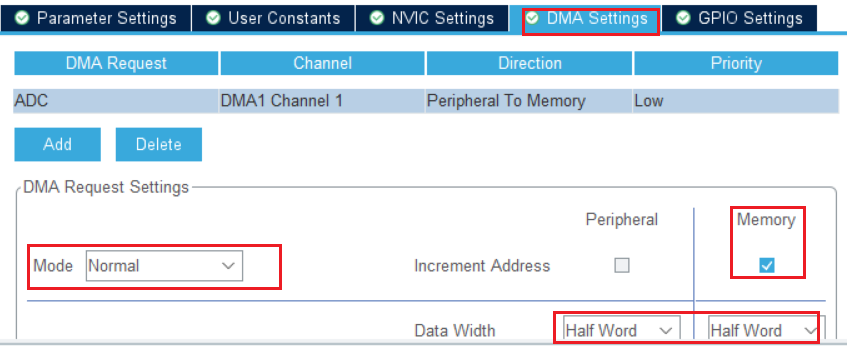 Parameter Settings User Constants NVIC Settings DMA Settings GPIO Settings
DMA Request Channel Direction Priority
ADC DMA1 Channel 1 Peripheral To Memory Low
Add Delete
DMA Request Settings
Peripheral Memory
Mode Normal Increment Address
Data Width Half Word Half Word